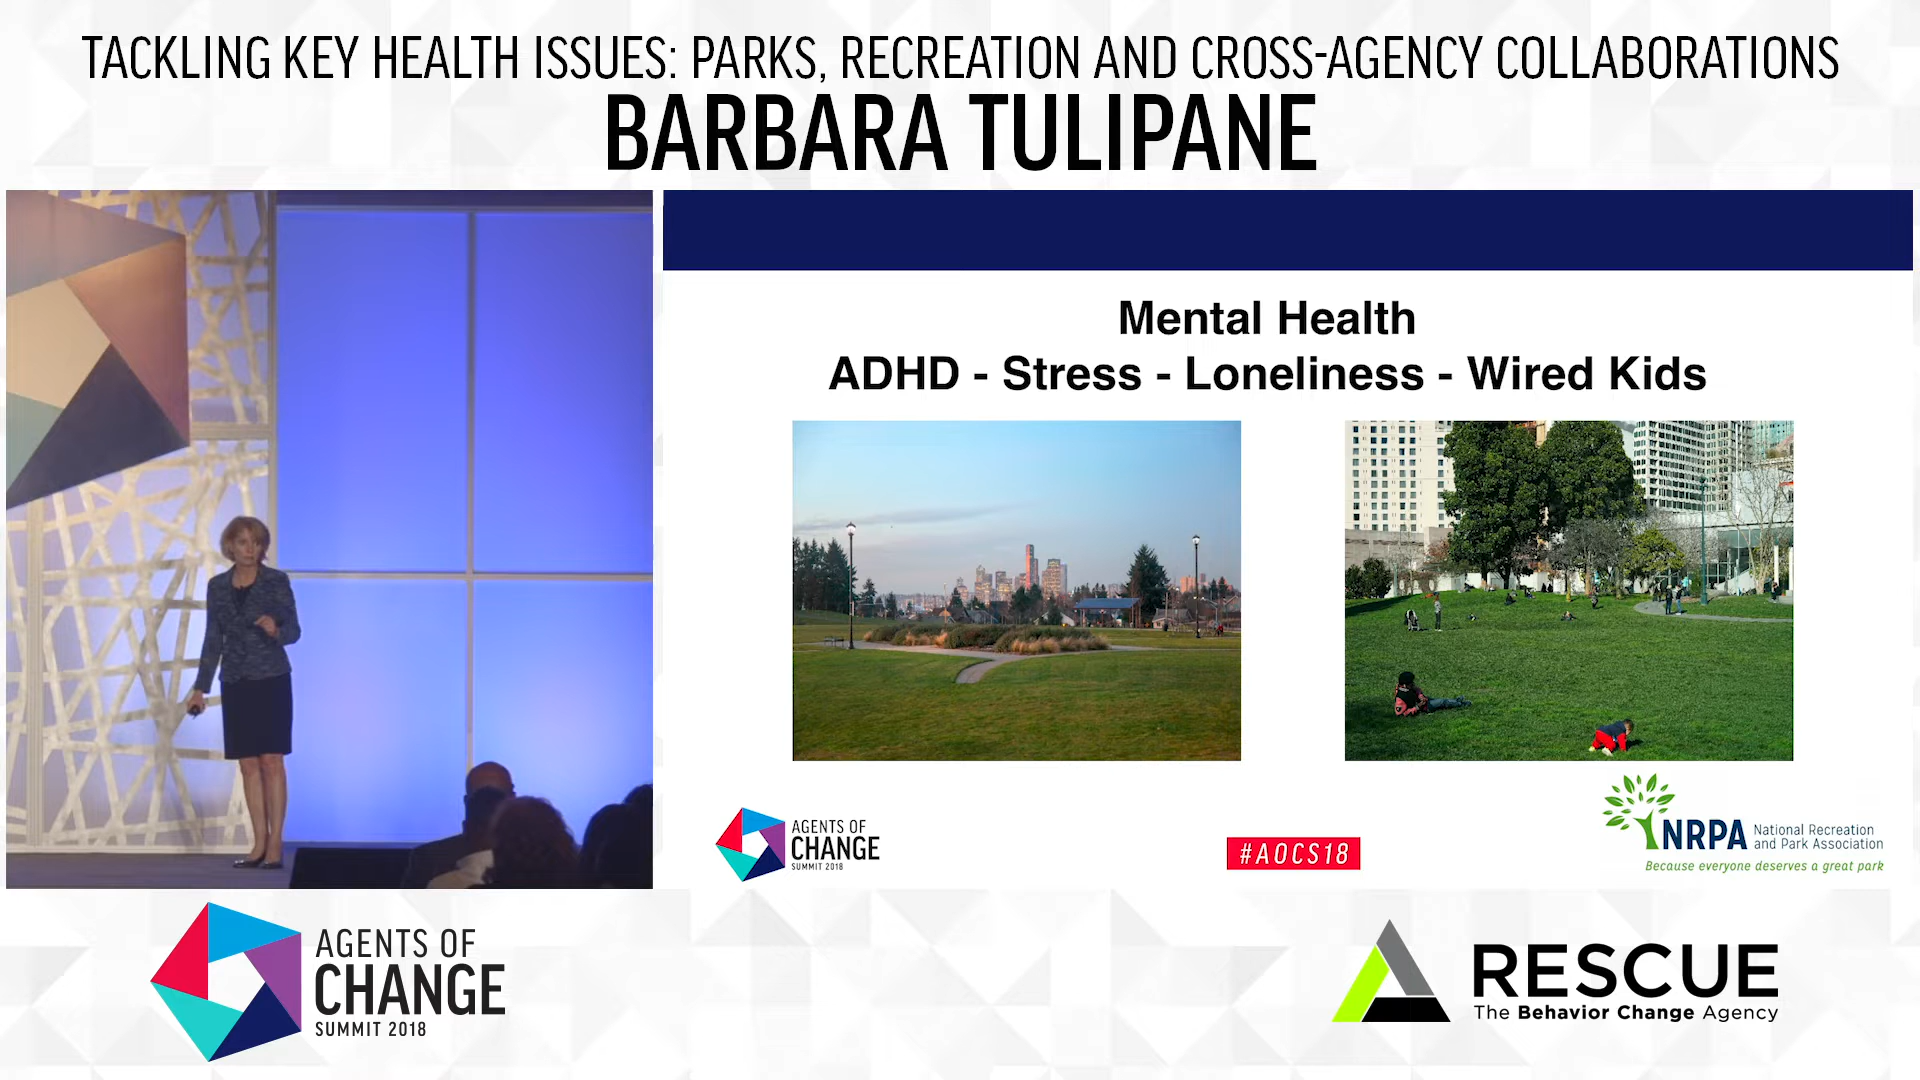 TACKLING KEY HEALTH ISSUES: PARKS, RECREATION AND CROSS-AGENCY COLLABORATIONS
BARBARA TULIPANE
Mental Health
ADHD - Stress - Loneliness - Wired Kids
AGENTS OF
CHANGE
SUMMIT 2018
#AOCS18
NRPA National Recreation
and Park Association
Because everyone deserves a great park
AGENTS OF
CHANGE
SUMMIT 2018
RESCUE
The Behavior Change Agency